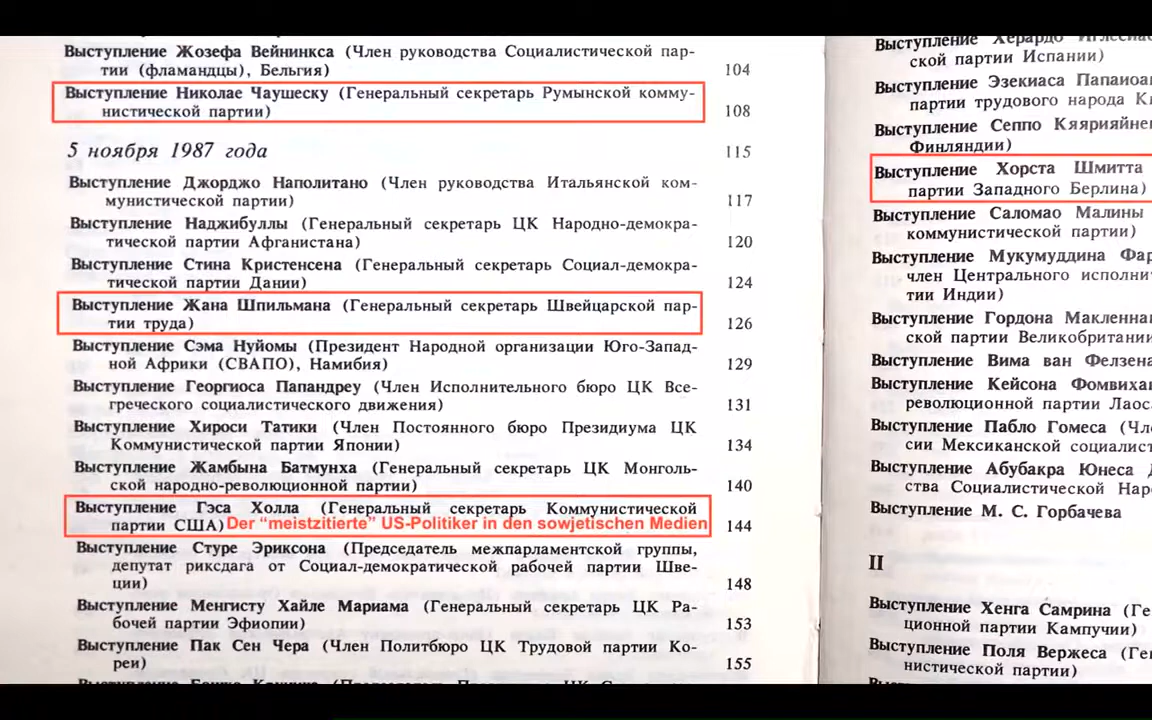 Выступление Жозефа Вейнинкса (Член руководства Социалистической пар-
тии (фламандцы), Бельгия) 104
Выступление Николае Чаушеску (Генеральный секретарь Румынской комму-
нистической партии) 108
5 ноября 1987 года 115
Выступление Джорджо Наполитано (Член руководства Итальянской ком-
мунистической партии) 117
Выступление Наджибуллы (Генеральный секретарь ЦК Народно-демокра-
тической партии Афганистана) 120
Выступление Стина Кристенсена (Генеральный секретарь Социал-демокра-
тической партии Дании) 124
Выступление Жана Шпильмана (Генеральный секретарь Швейцарской пар-
тии труда) 126
Выступление Сэма Нуйомы (Президент Народной организации Юго-Запад-
ной Африки (СВАПО), Намибия) 129
Выступление Георгиоса Папандреу (Член Исполнительного бюро ЦК Все-
греческого социалистического движения) 131
Выступление Хироси Татики (Член Постоянного бюро Президиума ЦК
Коммунистической партии Японии) 134
Выступление Жамбына Батмунха (Генеральный секретарь ЦК Монголь-
ской народно-революционной партии) 140
Выступление Гэса Холла (Генеральный секретарь Коммунистической
партии США) Der “meistzitierte” US-Politiker in den sowjetischen Medien 144
Выступление Стуре Эриксона (Председатель межпарламентской группы,
депутат риксдага от Социал-демократической рабочей партии Шве-
ции) 148
Выступление Менгисту Хайле Мариама (Генеральный секретарь ЦК Ра-
бочей партии Эфиопии) 153
Выступление Пак Сен Чера (Член Политбюро ЦК Трудовой партии Ко-
реи) 155
Выступление Херардо
ской партии Испании)
Выступление Эзекиаса
партии трудового народа
Выступление Сеппо
Финляндии)
Выступление Хорста Шмитта
партии Западного Берлина)
Выступление Саломао Малины
коммунистической партии)
Выступление Мукумуддина
член Центрального
тии Индии)
Выступление Гордона
ской партии Великобритании
Выступление Вима ван
Выступление Кейсона
революционной партии
Выступление Пабло Гомеса
сии Мексиканской
Выступление Абубакра Юнеса
ства Социалистической
Выступление М. С. Горбачева
II
Выступление Хенга Самрина
ционной партии Кампучии)
Выступление Поля Вержеса
нистической партии)